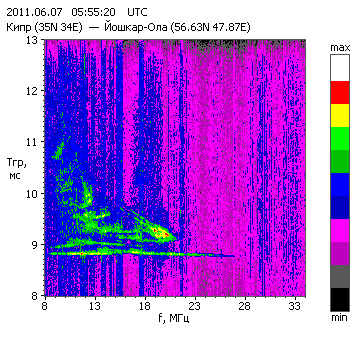 2011.06.07 05:55:20 UTC
Кипр (35N 34E) — Йошкар-Ола (56.63N 47.87E)
13
12
11
10
9
8
Tгр,
мс
8 13 18 23 28 33
f, МГц
max
min